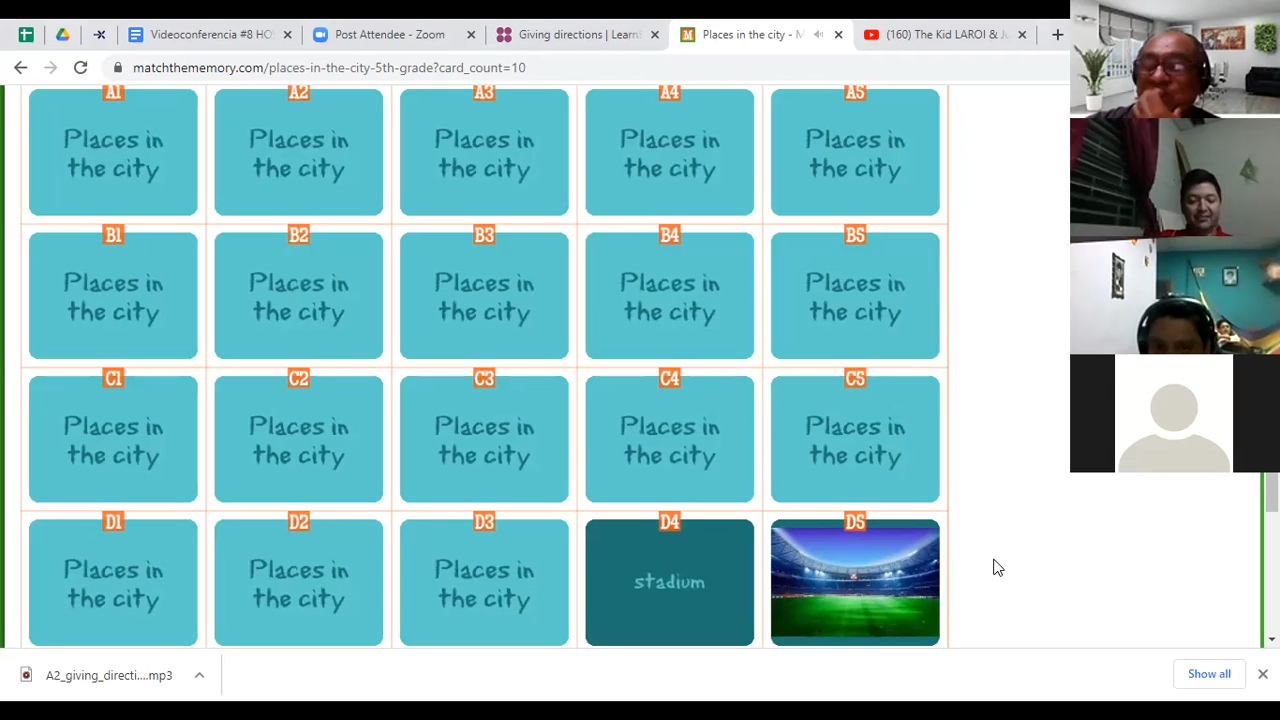 Videoconferencia #8 HO
Post Attendee - Zoom
Giving directions | Learni
Places in the city - M
(160) The Kid LAROI & J
matchthememory.com/places-in-the-city-5th-grade?card_count=10
A1 A2 A3 A4 A5
Places in Places in Places in Places in Places in
the city the city the city the city the city
B1 B2 B3 B4 B5
Places in Places in Places in Places in Places in
the city the city the city the city the city
C1 C2 C3 C4 C5
Places in Places in Places in Places in Places in
the city the city the city the city the city
D1 D2 D3 D4 D5
Places in Places in Places in stadium
the city the city the city
A2_giving_directi....mp3
Show all